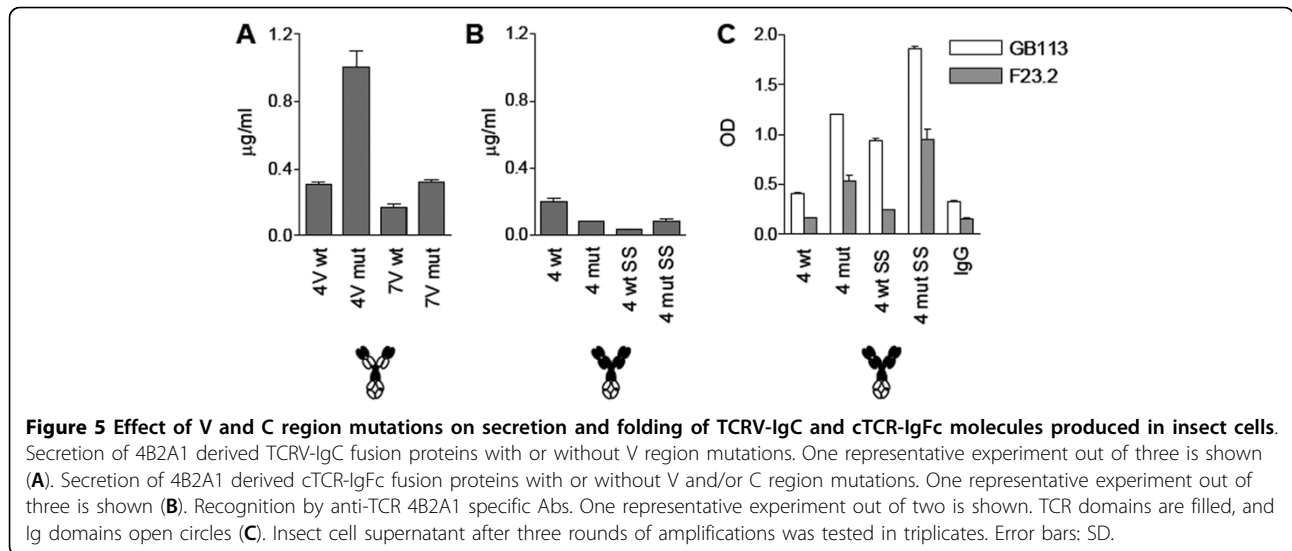 A
B
C
1.2
0.8
0.4
0.0
µg/ml
4V wt
4V mut
7V wt
7V mut
1.2
0.8
0.4
0.0
µg/ml
4 wt
4 mut
4 wt SS
4 mut SS
2.0
1.5
1.0
0.5
0.0
OD
GB113
F23.2
4 wt
4 mut
4 wt SS
4 mut SS
IgG
Figure 5 Effect of V and C region mutations on secretion and folding of TCRV-IgC and cTCR-IgFc molecules produced in insect cells.
Secretion of 4B2A1 derived TCRV-IgC fusion proteins with or without V region mutations. One representative experiment out of three is shown
(A). Secretion of 4B2A1 derived cTCR-IgFc fusion proteins with or without V and/or C region mutations. One representative experiment out of
three is shown (B). Recognition by anti-TCR 4B2A1 specific Abs. One representative experiment out of two is shown. TCR domains are filled, and
Ig domains open circles (C). Insect cell supernatant after three rounds of amplifications was tested in triplicates. Error bars: SD.